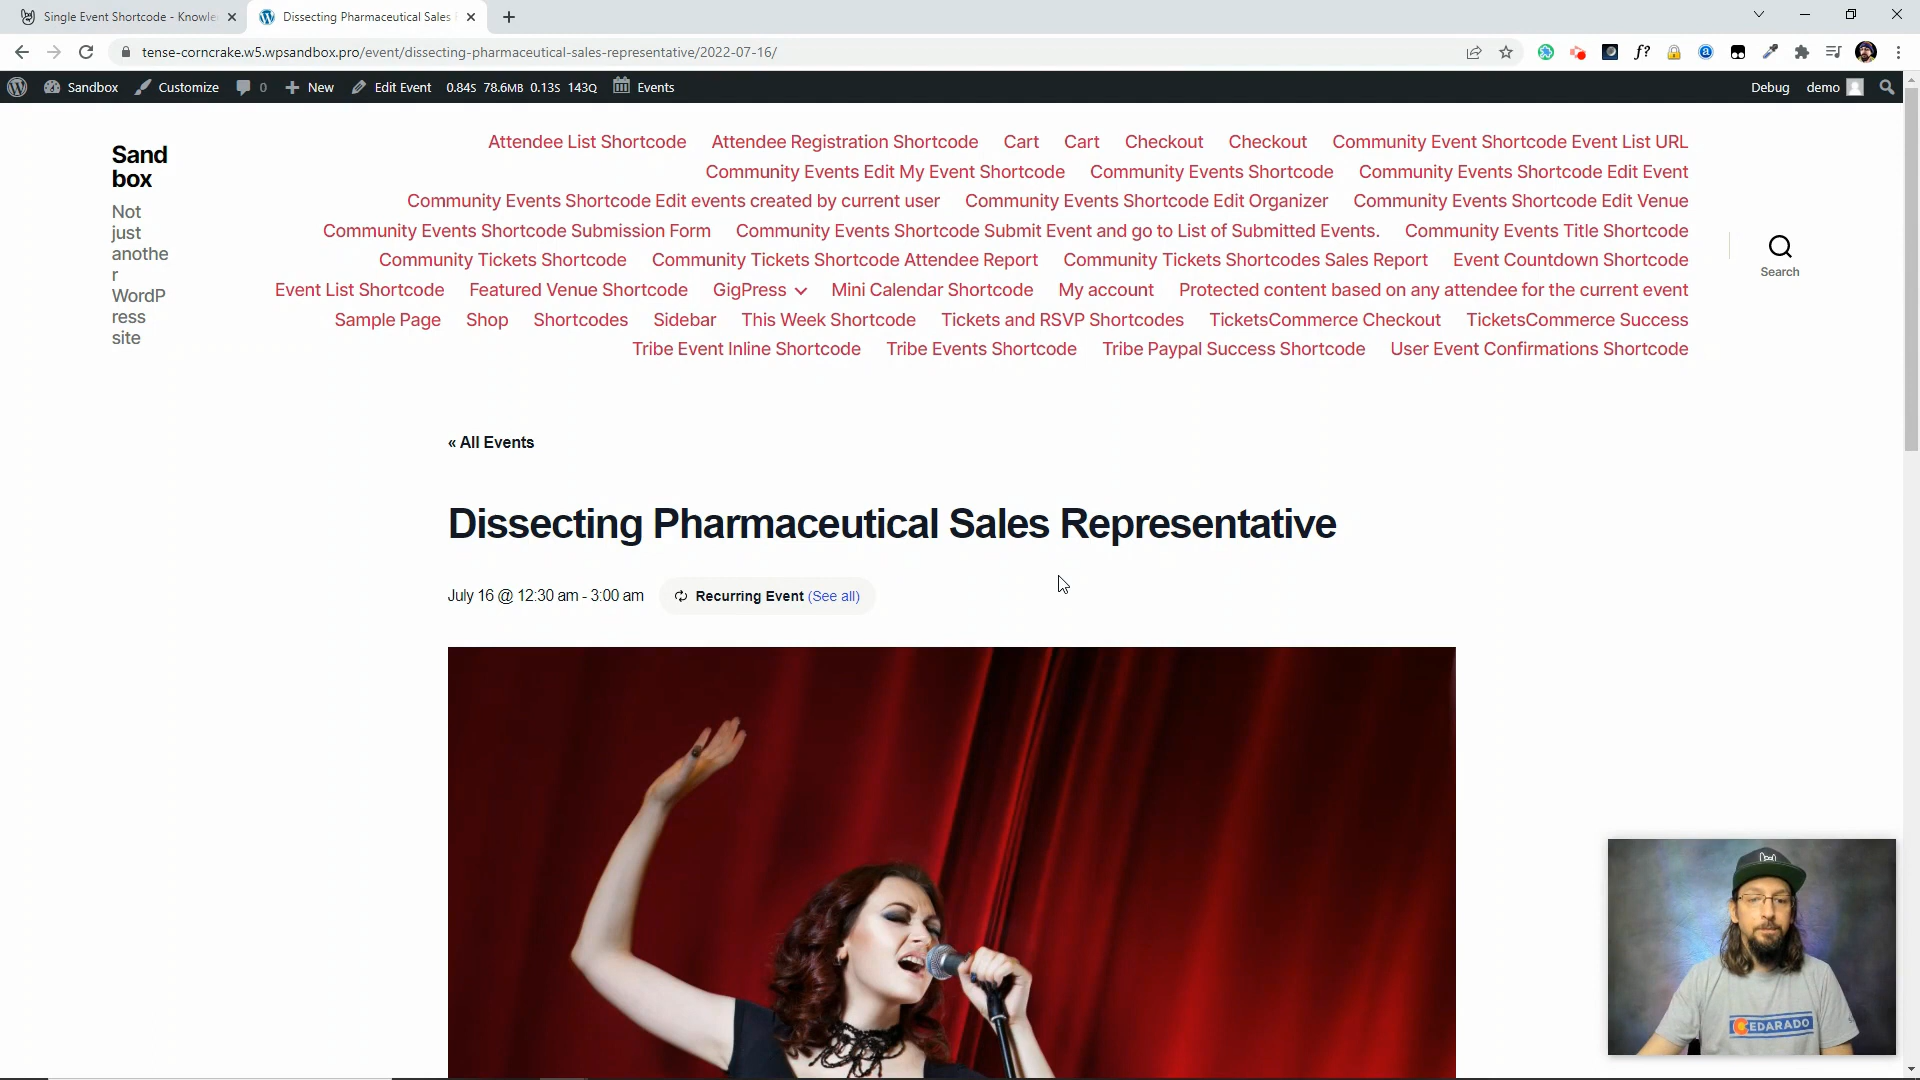 Single Event Shortcode - Knowle
Dissecting Pharmaceutical Sales
tense-corncrake.w5.wpsandbox.pro/event/dissecting-pharmaceutical-sales-representative/2022-07-16/
Sandbox Customize 0 New Edit Event 0.84S 78.6MB 0.13S 143Q Events Debug demo
Sand
box
Not
just
anothe
r
WordP
ress
site
Attendee List Shortcode Attendee Registration Shortcode Cart Cart Checkout Checkout Community Event Shortcode Event List URL
Community Events Edit My Event Shortcode Community Events Shortcode Community Events Shortcode Edit Event
Community Events Shortcode Edit events created by current user Community Events Shortcode Edit Organizer Community Events Shortcode Edit Venue
Community Events Shortcode Submission Form Community Events Shortcode Submit Event and go to List of Submitted Events. Community Events Title Shortcode
Community Tickets Shortcode Community Tickets Shortcode Attendee Report Community Tickets Shortcodes Sales Report Event Countdown Shortcode
Event List Shortcode Featured Venue Shortcode GigPress Mini Calendar Shortcode My account Protected content based on any attendee for the current event
Sample Page Shop Shortcodes Sidebar This Week Shortcode Tickets and RSVP Shortcodes TicketsCommerce Checkout TicketsCommerce Success
Tribe Event Inline Shortcode Tribe Events Shortcode Tribe Paypal Success Shortcode User Event Confirmations Shortcode
Search
« All Events
Dissecting Pharmaceutical Sales Representative
July 16 @ 12:30 am - 3:00 am Recurring Event (See all)
CEDARADO